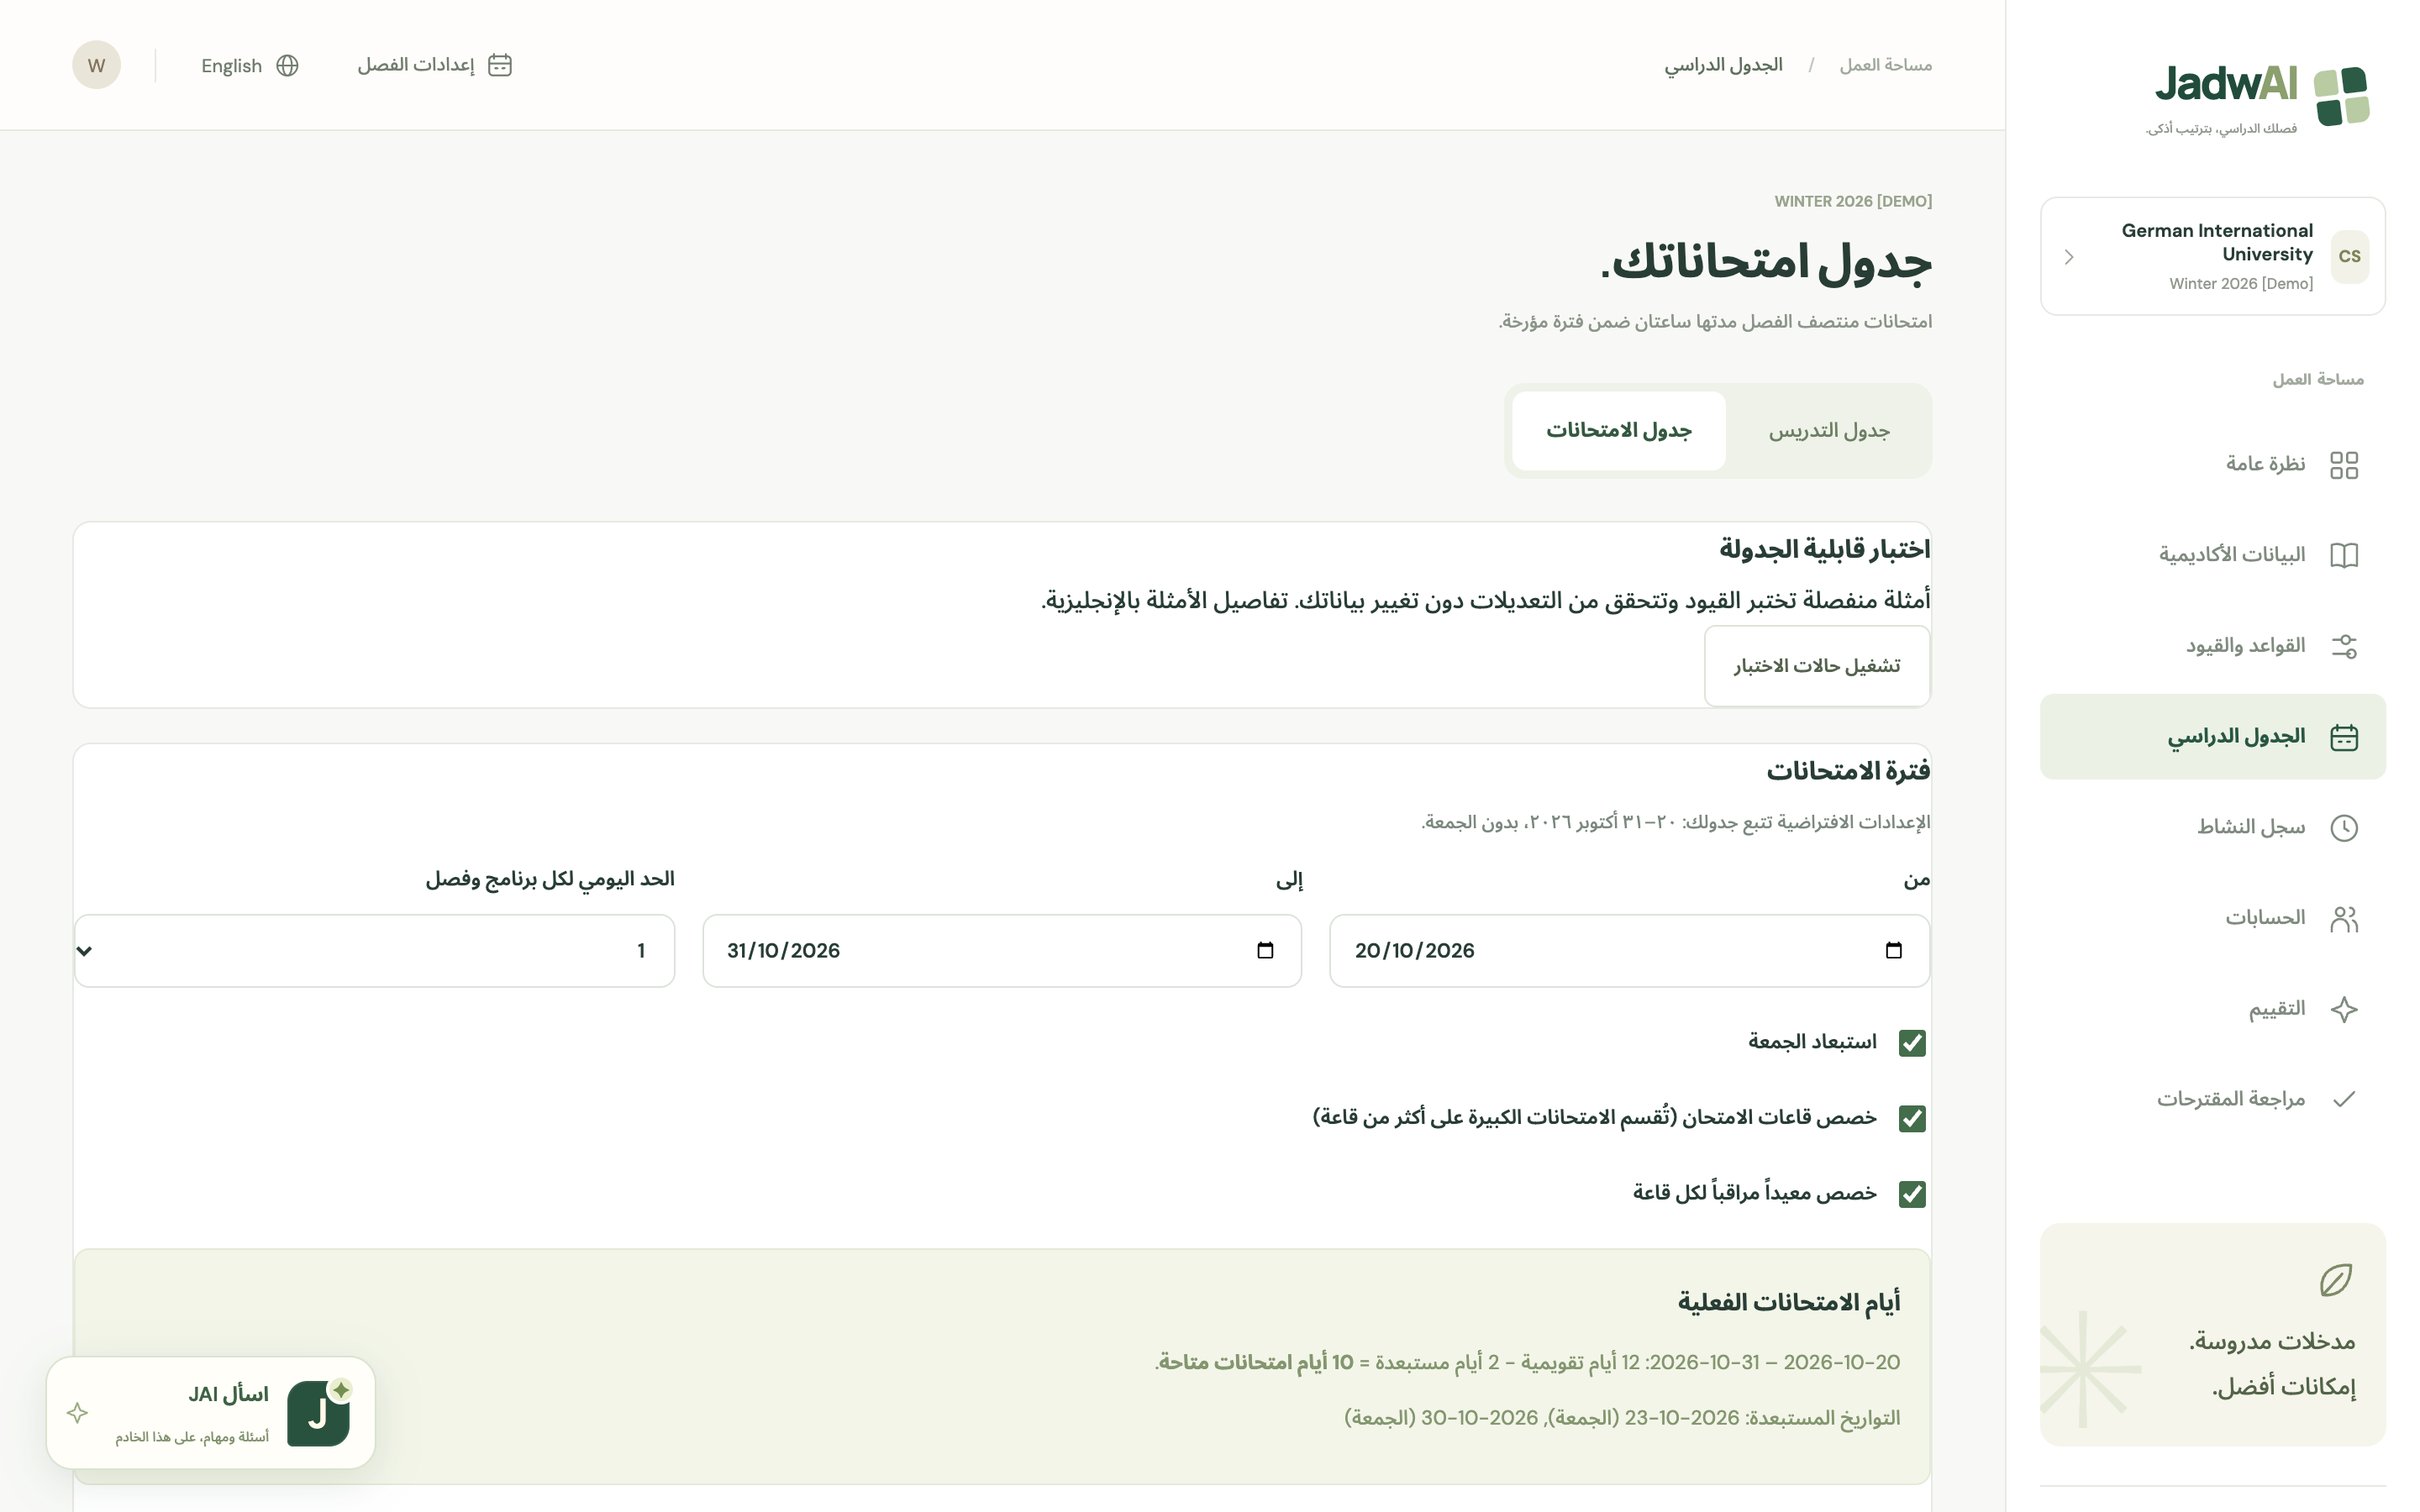 JadwAI
فصلك الدراسي، بترتيب أذكى.
CS
German International
University
Winter 2026 [Demo]
مساحة العمل
نظرة عامة
البيانات الأكاديمية
القواعد والقيود
الجدول الدراسي
سجل النشاط
الحسابات
التقييم
مراجعة المقترحات
مدخلات مدروسة.
إمكانات أفضل.
مساحة العمل / الجدول الدراسي
إعدادات الفصل
English
W
WINTER 2026 [DEMO]
جدول امتحاناتك.
امتحانات منتصف الفصل مدتها ساعتان ضمن فترة مؤرخة.
جدول التدريس
جدول الامتحانات
اختبار قابلية الجدولة
أمثلة منفصلة تختبر القيود وتتحقق من التعديلات دون تغيير بياناتك. تفاصيل الأمثلة بالإنجليزية.
تشغيل حالات الاختبار
فترة الامتحانات
الإعدادات الافتراضية تتبع جدولك: ٢٠–٣١ أكتوبر ٢٠٢٦، بدون الجمعة.
من
20/10/2026
إلى
31/10/2026
الحد اليومي لكل برنامج وفصل
1
استبعاد الجمعة
خصص قاعات الامتحان (تُقسم الامتحانات الكبيرة على أكثر من قاعة)
خصص معيداً مراقباً لكل قاعة
أيام الامتحانات الفعلية
2026-10-20 – 2026-10-31: 12 أيام تقويمية - 2 أيام مستبعدة = 10 أيام امتحانات متاحة.
التواريخ المستبعدة: 2026-10-23 (الجمعة), 2026-10-30 (الجمعة)
اسأل JAI
أسئلة ومهام، على هذا الخادم
J